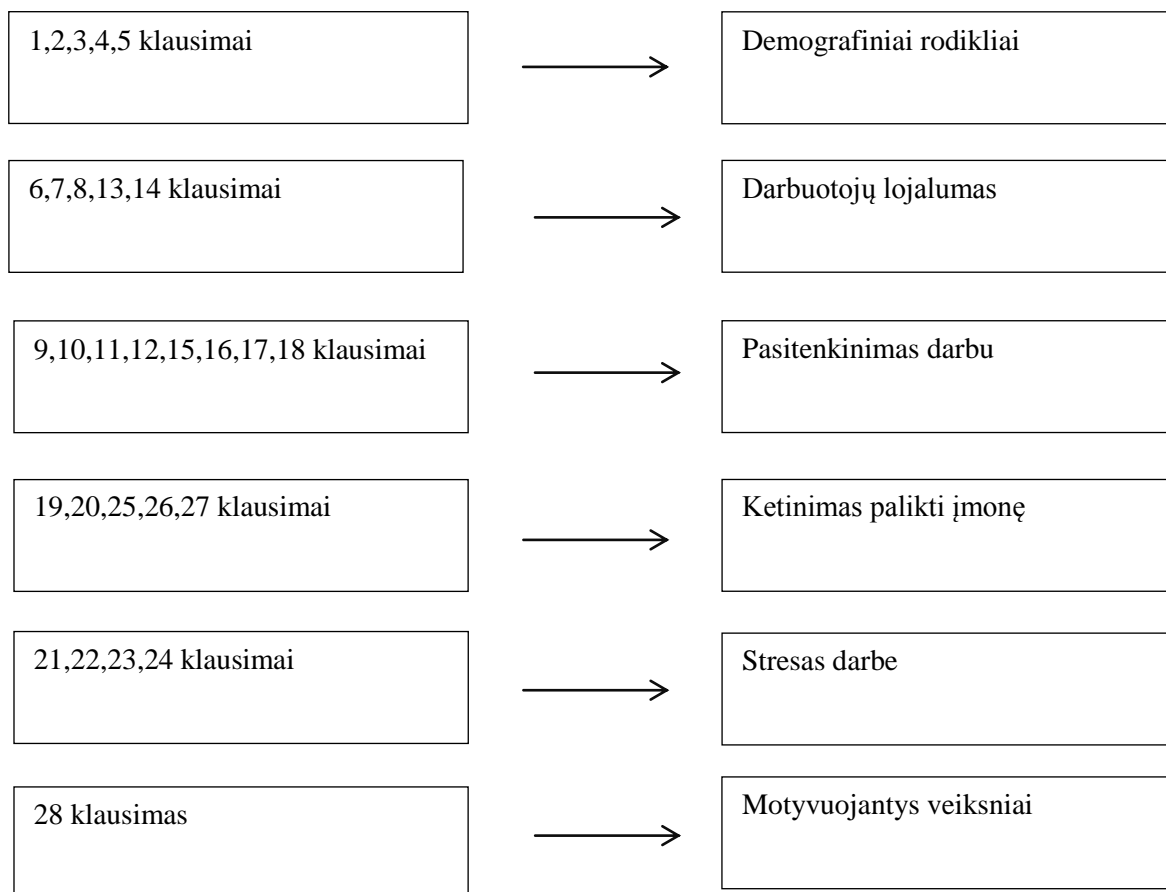 1,2,3,4,5 klausimai
Demografiniai rodikliai
6,7,8,13,14 klausimai
Darbuotojų lojalumas
9,10,11,12,15,16,17,18 klausimai
Pasitenkinimas darbu
19,20,25,26,27 klausimai
Ketinimas palikti įmonę
21,22,23,24 klausimai
Stresas darbe
28 klausimas
Motyvuojantys veiksniai